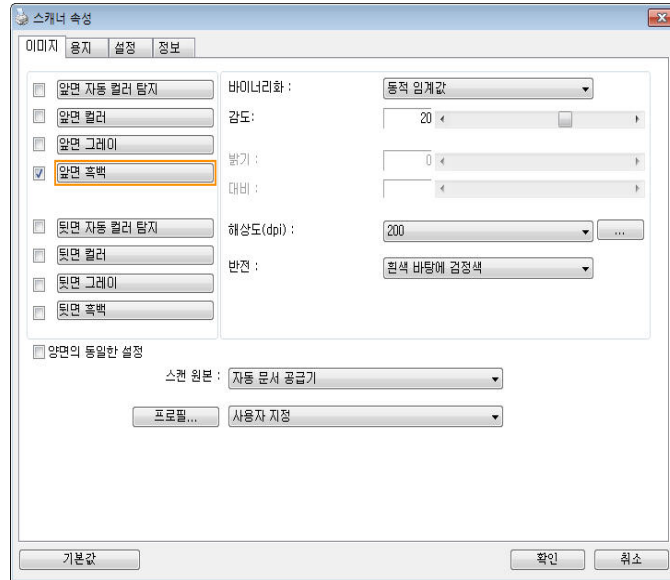 스캐너 속성
이미지 용지 설정 정보
앞면 자동 컬러 탐지
앞면 컬러
앞면 그레이
앞면 흑백
뒷면 자동 컬러 탐지
뒷면 컬러
뒷면 그레이
뒷면 흑백
바이너리화 : 동적 임계값
감도: 20
밝기 : 0
대비 :
해상도(dpi) : 200 ...
반전 : 흰색 바탕에 검정색
양면의 동일한 설정
스캔 원본 : 자동 문서 공급기
프로필... 사용자 지정
기본값 확인 취소